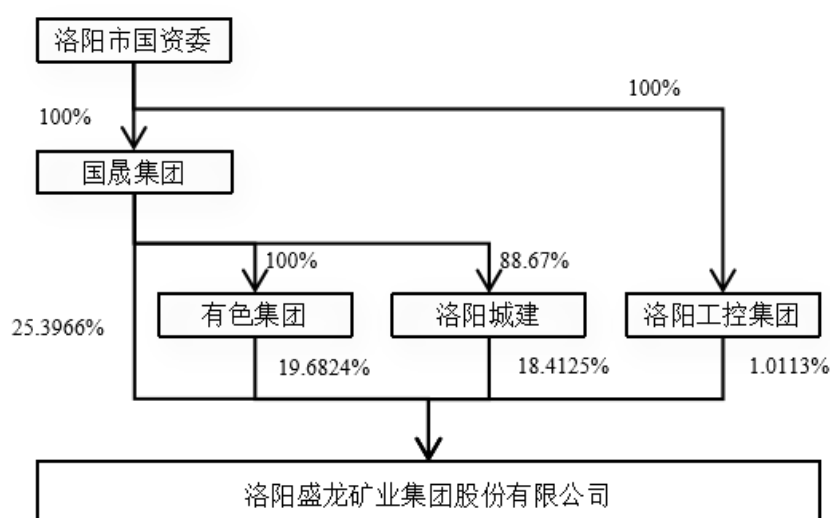 洛阳市国资委
100%
100%
国晟集团
100%
88.67%
有色集团
洛阳城建
洛阳工控集团
25.3966%
19.6824%
18.4125%
1.0113%
洛阳盛龙矿业集团股份有限公司